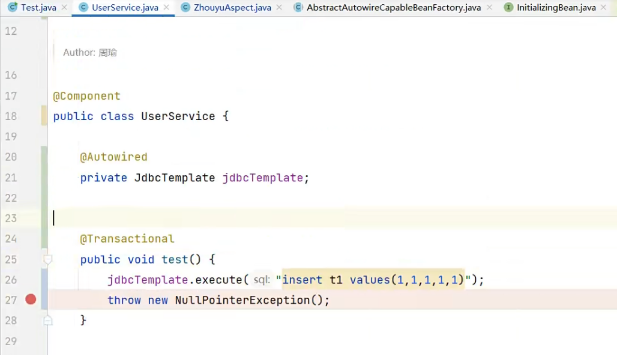 Test.java × UserService.java × ZhouyuAspect.java × AbstractAutowireCapableBeanFactory.java × InitializingBean.java ×
12
Author: 周瑜
16
17 @Component
18 public class UserService {
19
20 @Autowired
21 private JdbcTemplate jdbcTemplate;
22
23
24 @Transactional
25 public void test() {
26 jdbcTemplate.execute( sql: "insert t1 values(1,1,1,1,1)");
27 throw new NullPointerException();
28 }
29